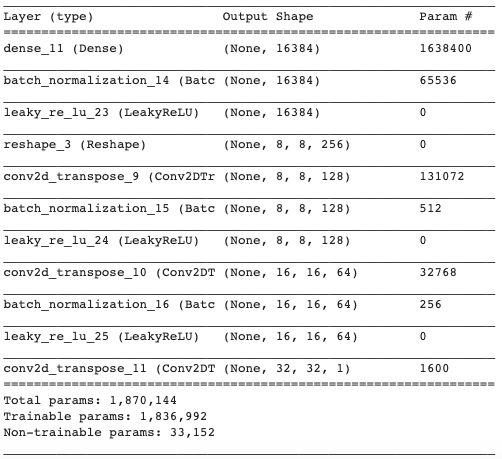 Layer (type) Output Shape Param #
=================================================================
dense_11 (Dense) (None, 16384) 1638400
batch_normalization_14 (Batc (None, 16384) 65536
leaky_re_lu_23 (LeakyReLU) (None, 16384) 0
reshape_3 (Reshape) (None, 8, 8, 256) 0
conv2d_transpose_9 (Conv2DTr (None, 8, 8, 128) 131072
batch_normalization_15 (Batc (None, 8, 8, 128) 512
leaky_re_lu_24 (LeakyReLU) (None, 8, 8, 128) 0
conv2d_transpose_10 (Conv2DT (None, 16, 16, 64) 32768
batch_normalization_16 (Batc (None, 16, 16, 64) 256
leaky_re_lu_25 (LeakyReLU) (None, 16, 16, 64) 0
conv2d_transpose_11 (Conv2DT (None, 32, 32, 1) 1600
=================================================================
Total params: 1,870,144
Trainable params: 1,836,992
Non-trainable params: 33,152